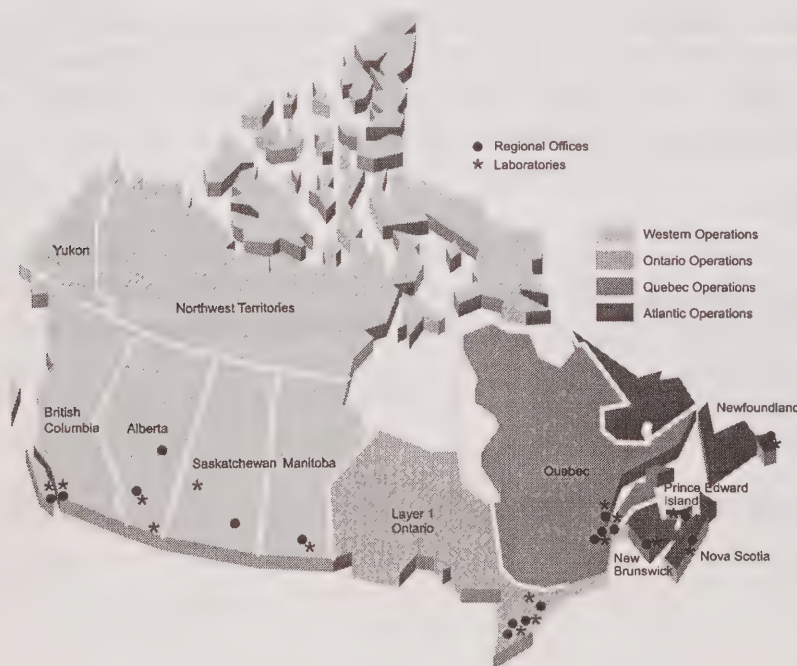 ● Regional Offices
* Laboratories
Western Operations
Ontario Operations
Quebec Operations
Atlantic Operations
Yukon
Northwest Territories
British
Columbia
Alberta
Saskatchewan
Manitoba
Layer 1
Ontario
Quebec
Newfoundland
Prince Edward
Island
New
Brunswick
Nova Scotia